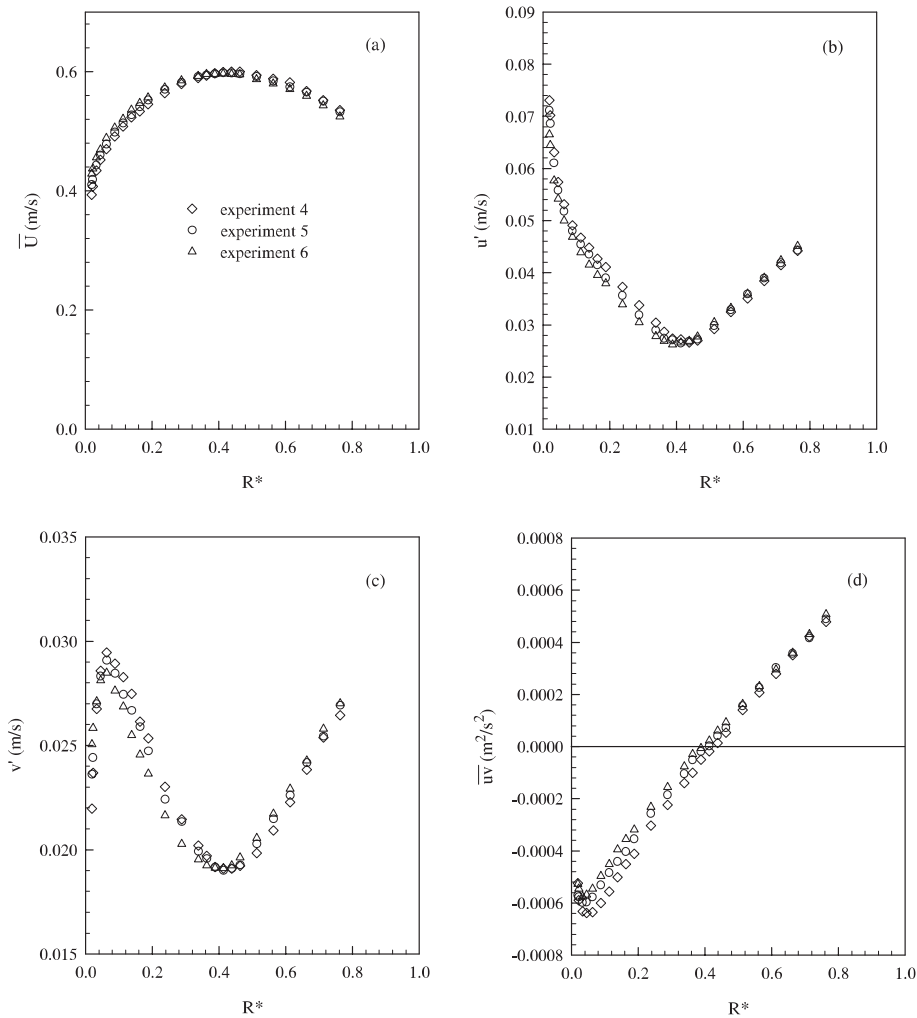 (a)
0.6
0.4
0.2
0.0
U̅ (m/s)
◇ experiment 4
○ experiment 5
△ experiment 6
0.0 0.2 0.4 0.6 0.8 1.0
R*
(b)
0.09
0.08
0.07
0.06
0.05
0.04
0.03
0.02
0.01
u' (m/s)
0.0 0.2 0.4 0.6 0.8 1.0
R*
(c)
0.035
0.030
0.025
0.020
0.015
v' (m/s)
0.0 0.2 0.4 0.6 0.8 1.0
R*
(d)
0.0008
0.0006
0.0004
0.0002
0.0000
-0.0002
-0.0004
-0.0006
-0.0008
u̅v̅ (m²/s²)
0.0 0.2 0.4 0.6 0.8 1.0
R*